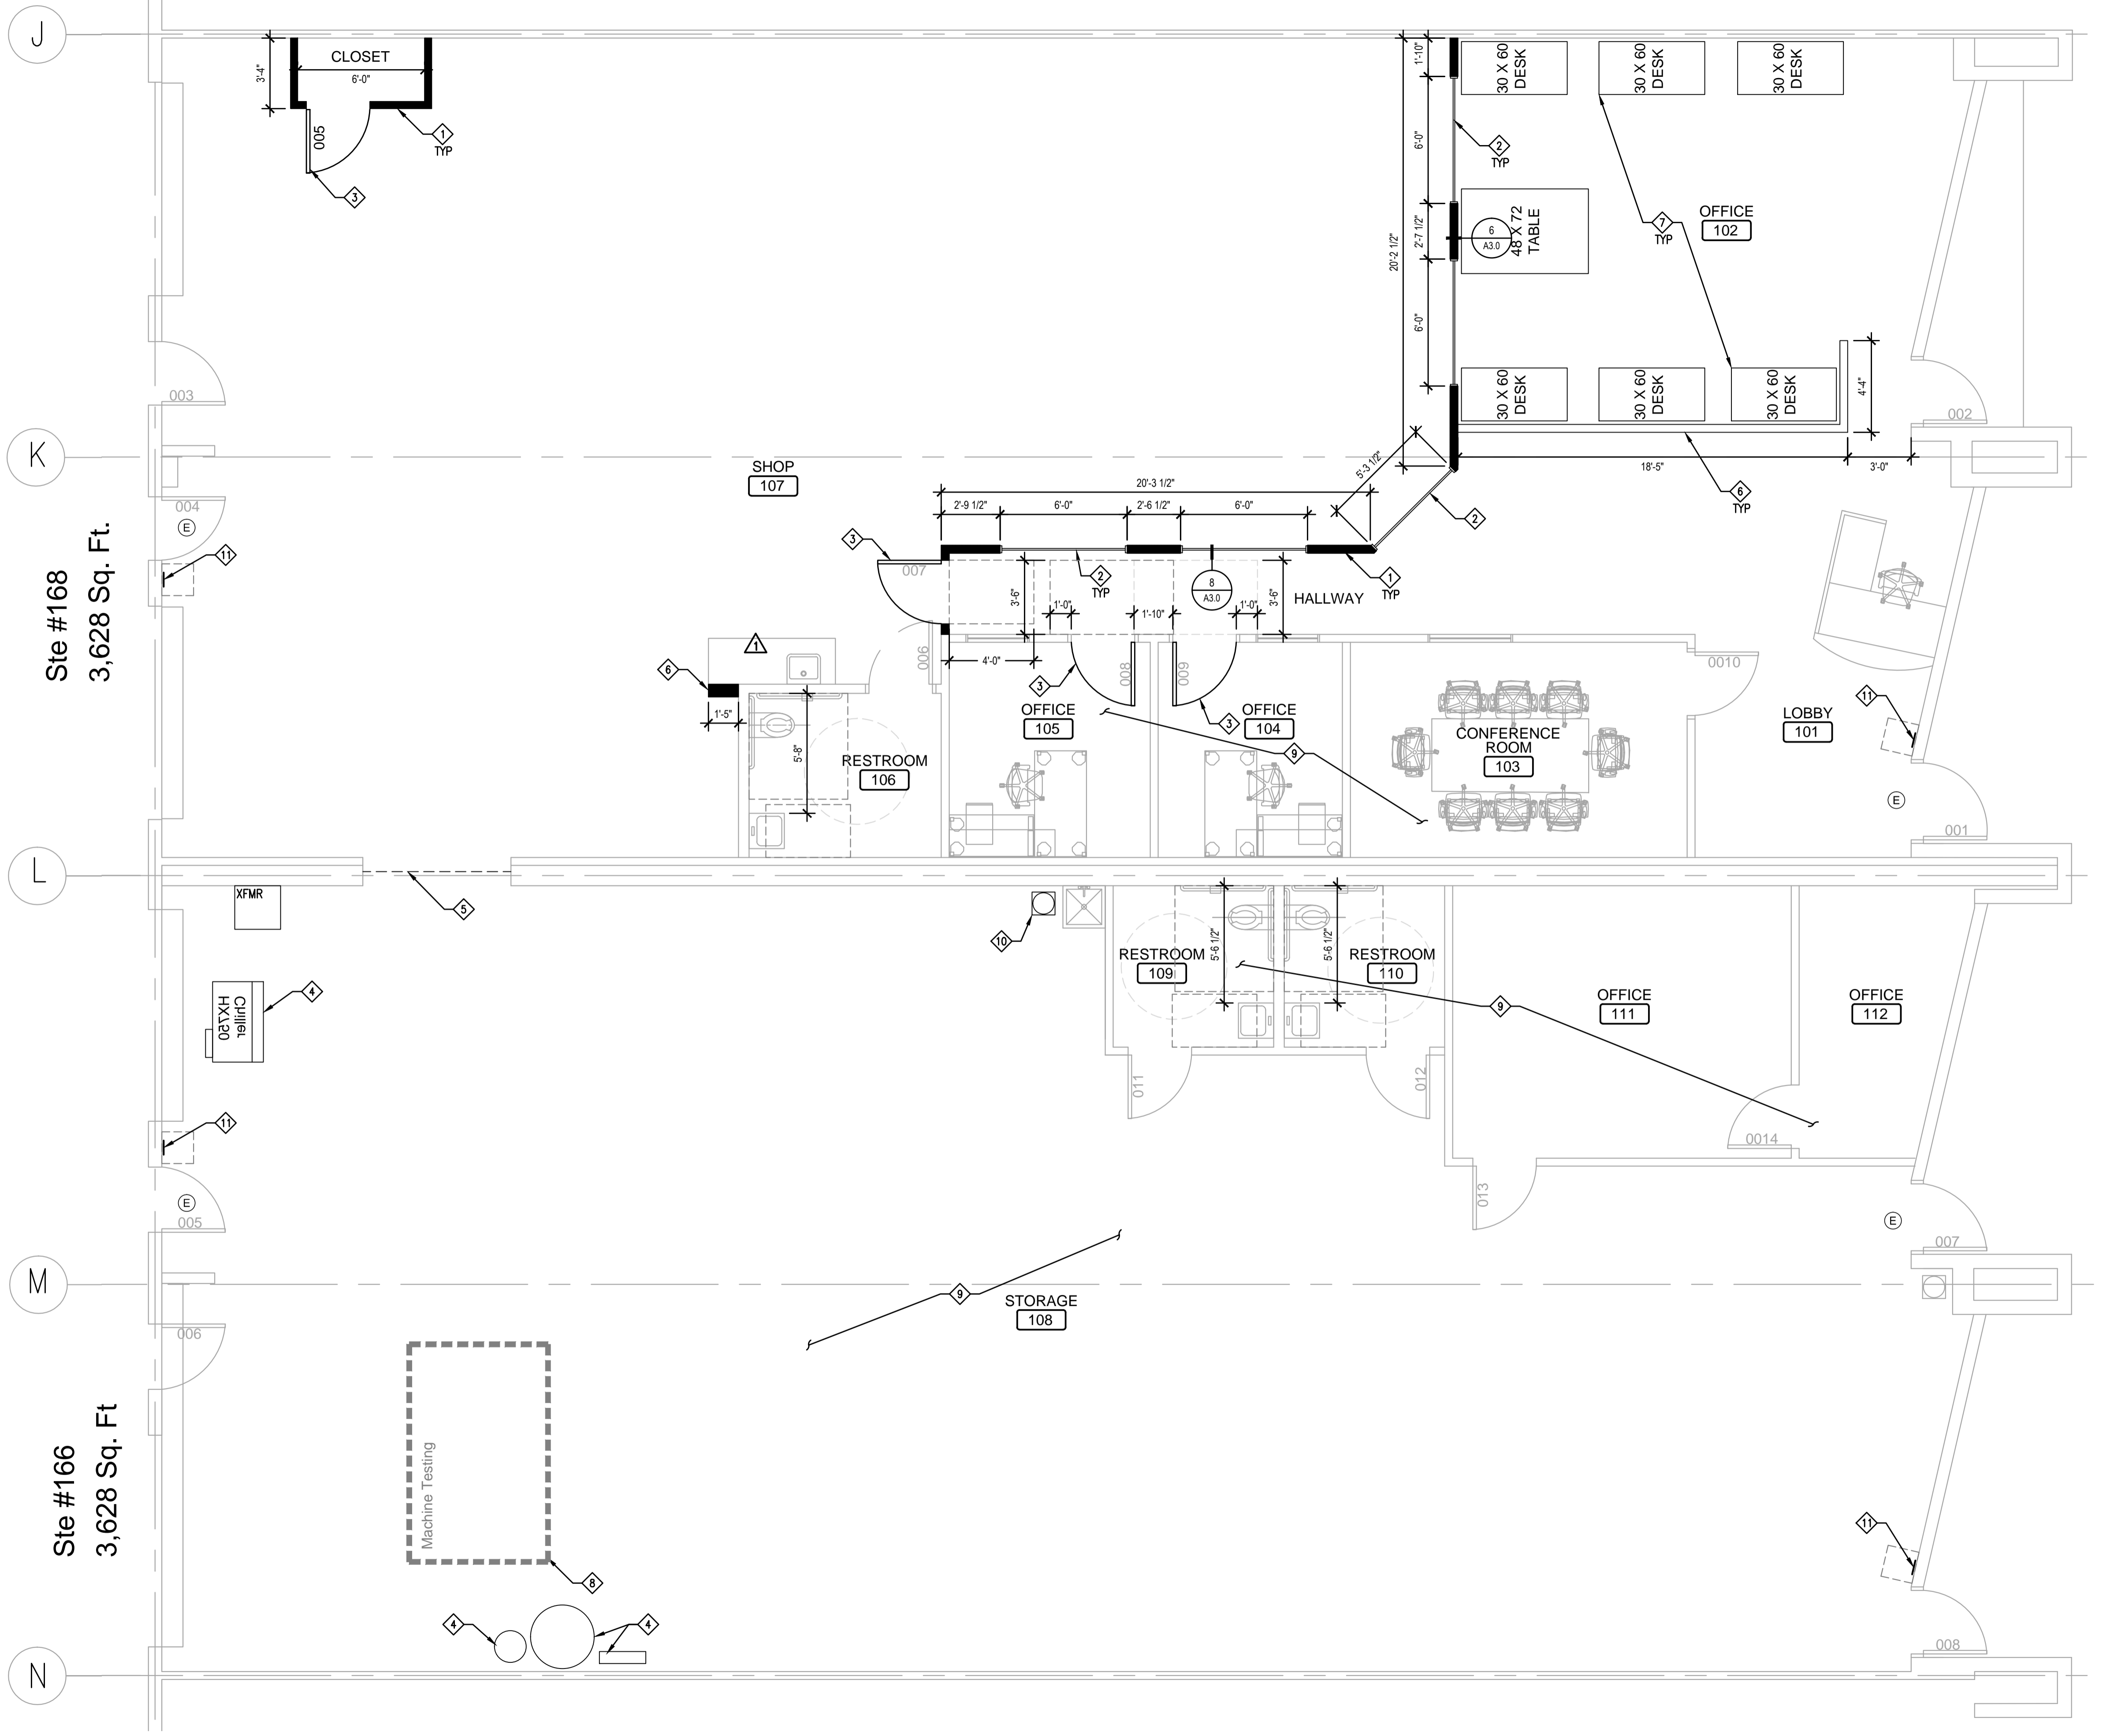 J
CLOSET
6'-0"
3'-4"
005
1
TYP
3
1'-10"
6'-0"
2'-7 1/2"
6'-0"
20'-2 1/2"
2
TYP
30 X 60
DESK
30 X 60
DESK
30 X 60
DESK
6
A3.0
48 X 72
TABLE
7
TYP
OFFICE
102
30 X 60
DESK
30 X 60
DESK
30 X 60
DESK
4'-4"
002
003
K
SHOP
107
18'-5"
3'-0"
6
TYP
5'-3 1/2"
20'-3 1/2"
2'-9 1/2"
6'-0"
2'-6 1/2"
6'-0"
2
004
E
11
Ste #168
3,628 Sq. Ft.
3
007
3'-6"
2
TYP
8
A3.0
3'-6"
1
TYP
HALLWAY
1'-0"
1'-10"
1'-0"
1
6
006
4'-0"
3
008
009
3
0010
1'-5"
5'-8"
RESTROOM
106
OFFICE
105
OFFICE
104
9
CONFERENCE
ROOM
103
LOBBY
101
11
E
001
L
XFMR
5
10
4
Chiller
HX750
RESTROOM
109
5'-6 1/2"
5'-6 1/2"
RESTROOM
110
9
OFFICE
111
OFFICE
112
011
012
0014
013
11
E
005
E
007
M
9
STORAGE
108
006
Machine Testing
8
4
4
Ste #166
3,628 Sq. Ft
11
008
N